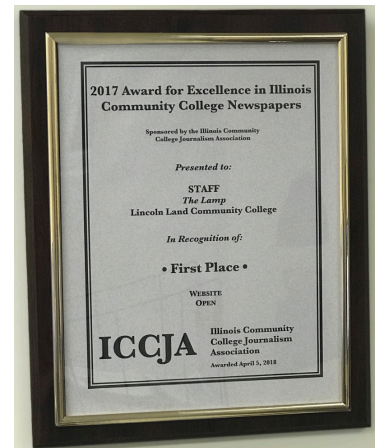 2017 Award for Excellence in Illinois
Community College Newspapers
Sponsored by the Illinois Community
College Journalism Association
Presented to:
STAFF
The Lamp
Lincoln Land Community College
In Recognition of:
• First Place •
WEBSITE
OPEN
ICCJA
Illinois Community
College Journalism
Association
Awarded April 5, 2018